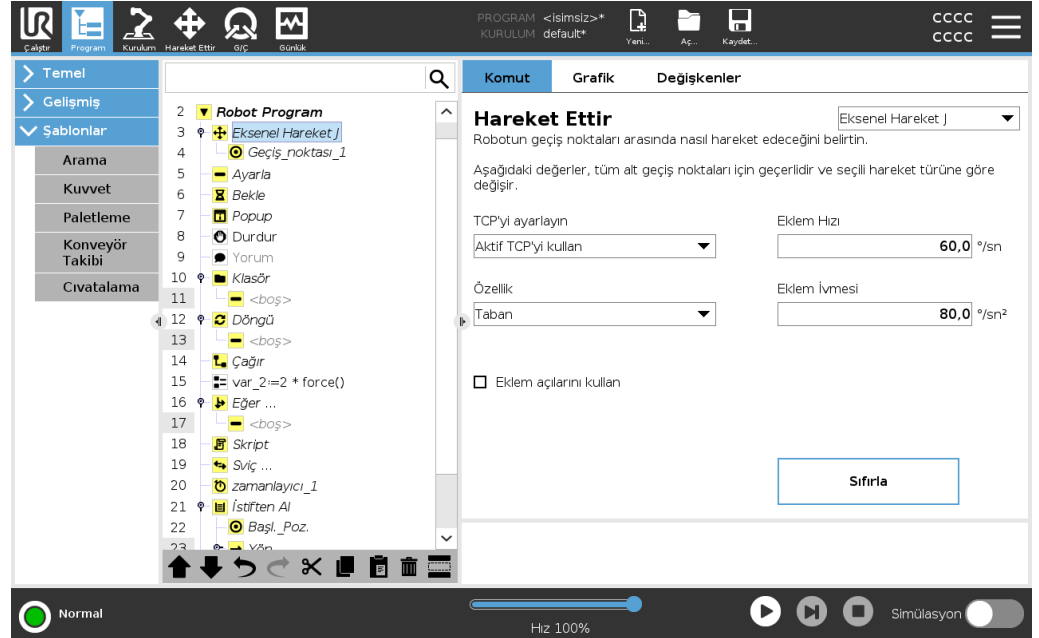 PROGRAM <isimsiz>*
KURULUM default*
cccc
cccc
Çalıştır
Program
Kurulum
Hareket Ettir
G/Ç
Günlük
Yeni...
Aç...
Kaydet...
Temel
Gelişmiş
Şablonlar
Arama
Kuvvet
Paletleme
Konveyör
Takibi
Cıvatalama
2 Robot Program
3 Eksenel Hareket J
4 Geçiş_noktası_1
5 Ayarla
6 Bekle
7 Popup
8 Durdur
9 Yorum
10 Klasör
11 <boş>
12 Döngü
13 <boş>
14 Çağır
15 var_2:=2 * force()
16 Eğer ...
17 <boş>
18 Skript
19 Sviç ...
20 zamanlayıcı_1
21 İstiften Al
22 Başl._Poz.
23 Yön
Komut
Grafik
Değişkenler
Hareket Ettir
Eksenel Hareket J
Robotun geçiş noktaları arasında nasıl hareket edeceğini belirtin.
Aşağıdaki değerler, tüm alt geçiş noktaları için geçerlidir ve seçili hareket türüne göre
değişir.
TCP'yi ayarlayın
Eklem Hızı
Aktif TCP'yi kullan
60,0 °/sn
Özellik
Eklem İvmesi
Taban
80,0 °/sn²
Eklem açılarını kullan
Sıfırla
Normal
Hız 100%
Simülasyon